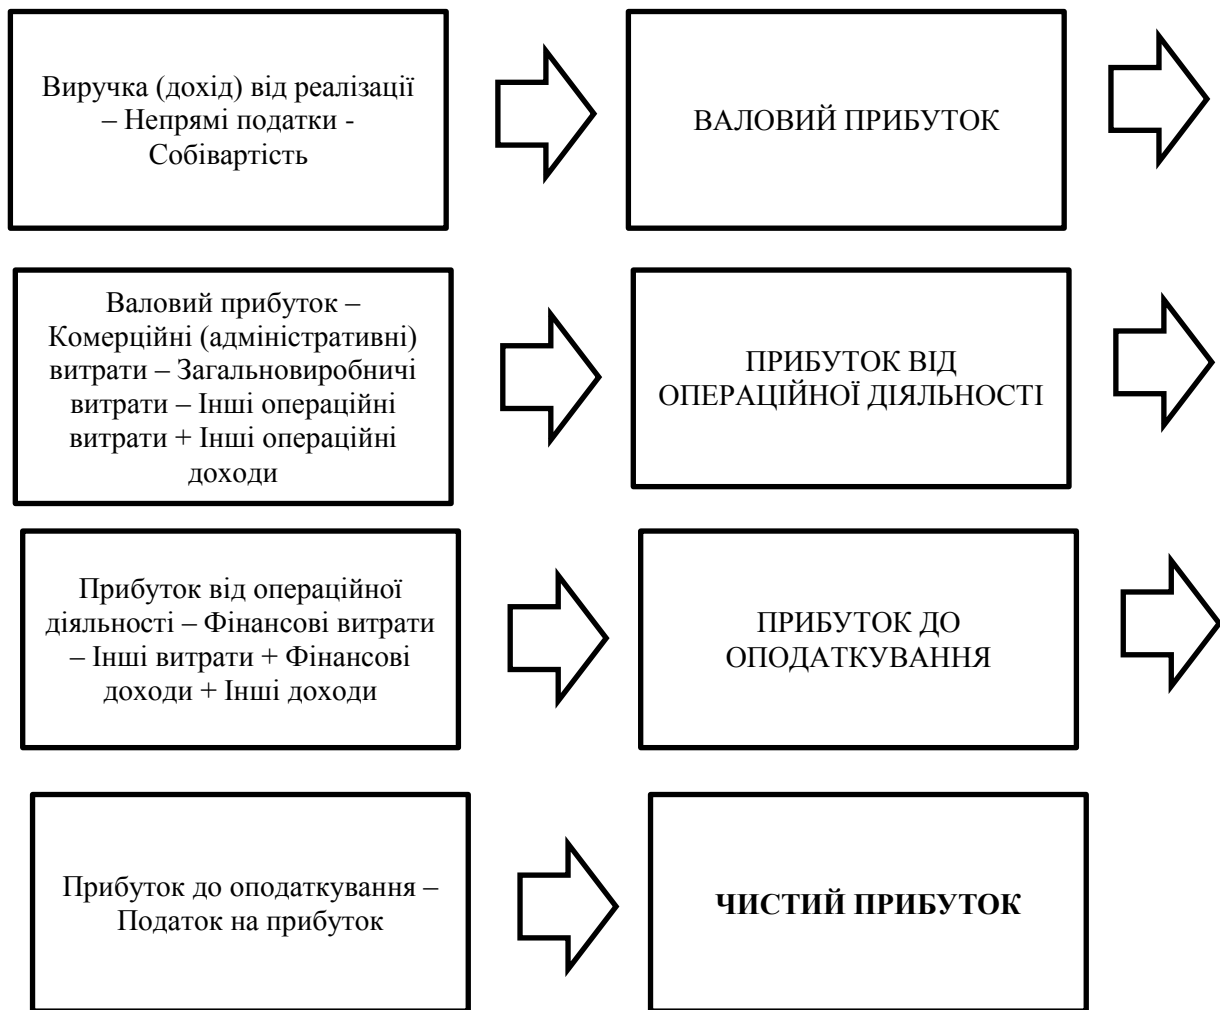 Виручка (дохід) від реалізації
– Непрямі податки -
Собівартість
ВАЛОВИЙ ПРИБУТОК
Валовий прибуток –
Комерційні (адміністративні)
витрати – Загальновиробничі
витрати – Інші операційні
витрати + Інші операційні
доходи
ПРИБУТОК ВІД
ОПЕРАЦІЙНОЇ ДІЯЛЬНОСТІ
Прибуток від операційної
діяльності – Фінансові витрати
– Інші витрати + Фінансові
доходи + Інші доходи
ПРИБУТОК ДО
ОПОДАТКУВАННЯ
Прибуток до оподаткування –
Податок на прибуток
ЧИСТИЙ ПРИБУТОК